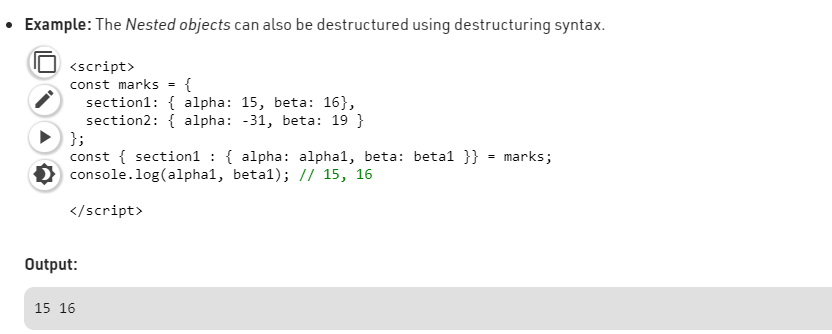 • Example: The Nested objects can also be destructured using destructuring syntax.
<script>
const marks = {
  section1: { alpha: 15, beta: 16},
  section2: { alpha: -31, beta: 19 }
};
const { section1 : { alpha: alpha1, beta: beta1 }} = marks;
console.log(alpha1, beta1); // 15, 16
</script>
Output:
15 16